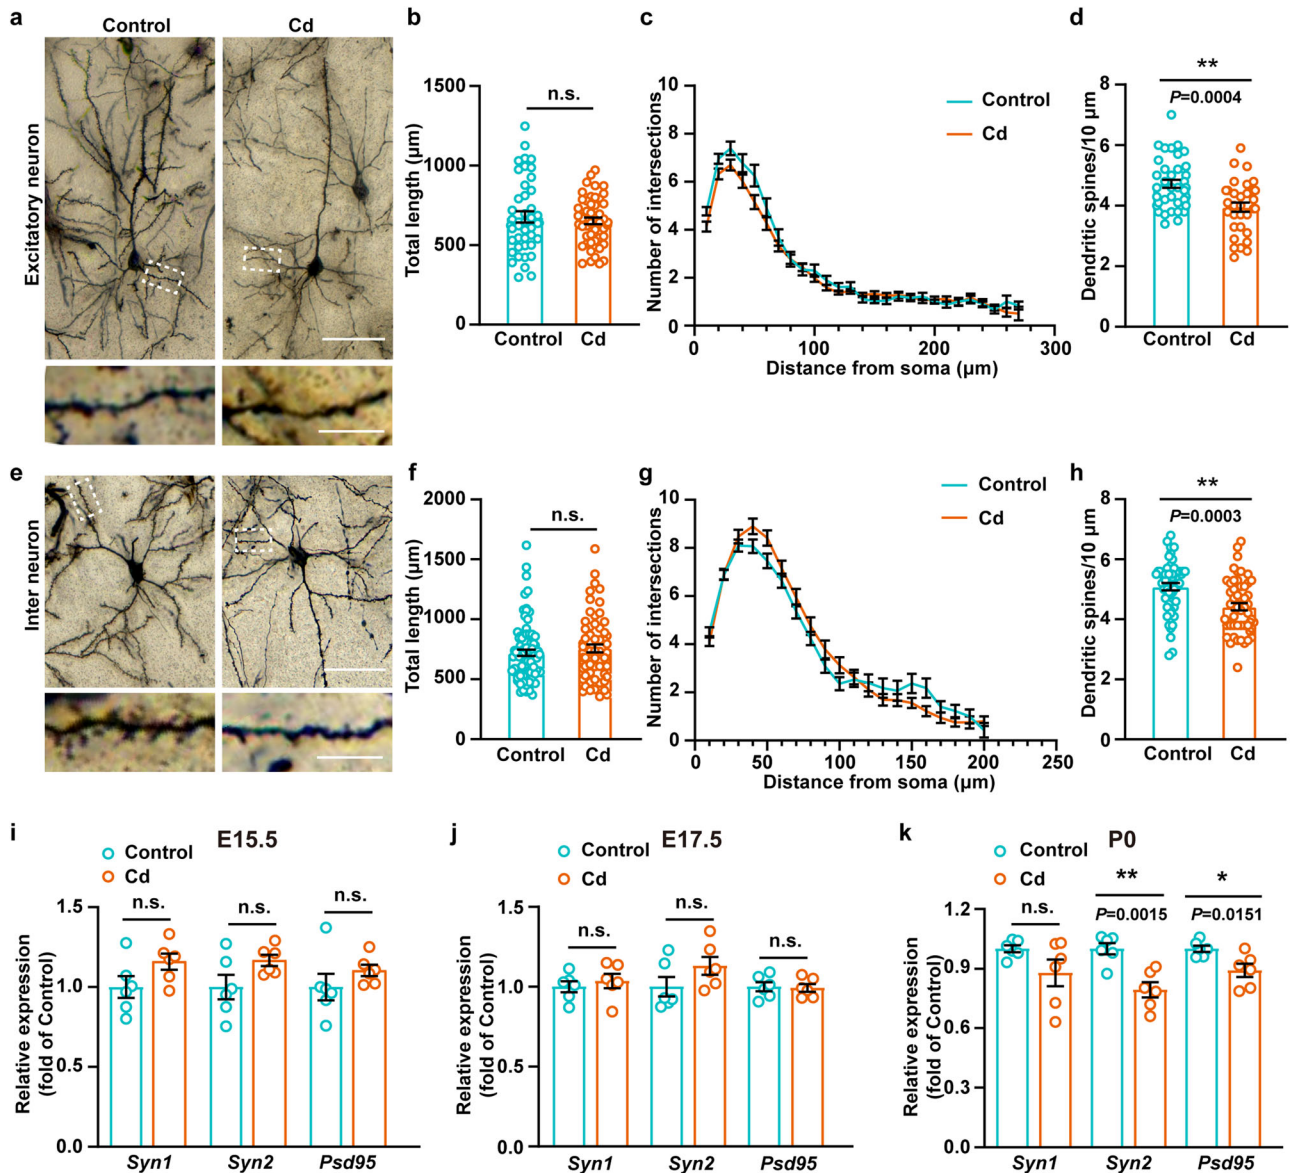 a
Control
Cd
Excitatory neuron
b
Total length (μm)
1500
1000
500
0
n.s.
Control
Cd
c
Number of intersections
10
8
6
4
2
0
Control
Cd
0
100
200
300
Distance from soma (μm)
d
Dendritic spines/10 μm
8
6
4
2
0
**
P=0.0004
Control
Cd
e
Inter neuron
f
Total length (μm)
2000
1500
1000
500
0
n.s.
Control
Cd
g
Number of intersections
10
8
6
4
2
0
Control
Cd
0
50
100
150
200
250
Distance from soma (μm)
h
Dendritic spines/10 μm
8
6
4
2
0
**
P=0.0003
Control
Cd
i
E15.5
Control
Cd
Relative expression
(fold of Control)
1.5
1.0
0.5
0.0
n.s.
n.s.
n.s.
Syn1
Syn2
Psd95
j
E17.5
Control
Cd
Relative expression
(fold of Control)
1.5
1.0
0.5
0.0
n.s.
n.s.
n.s.
Syn1
Syn2
Psd95
k
P0
Control
Cd
Relative expression
(fold of Control)
1.2
0.9
0.6
0.3
0.0
n.s.
**
P=0.0015
*
P=0.0151
Syn1
Syn2
Psd95